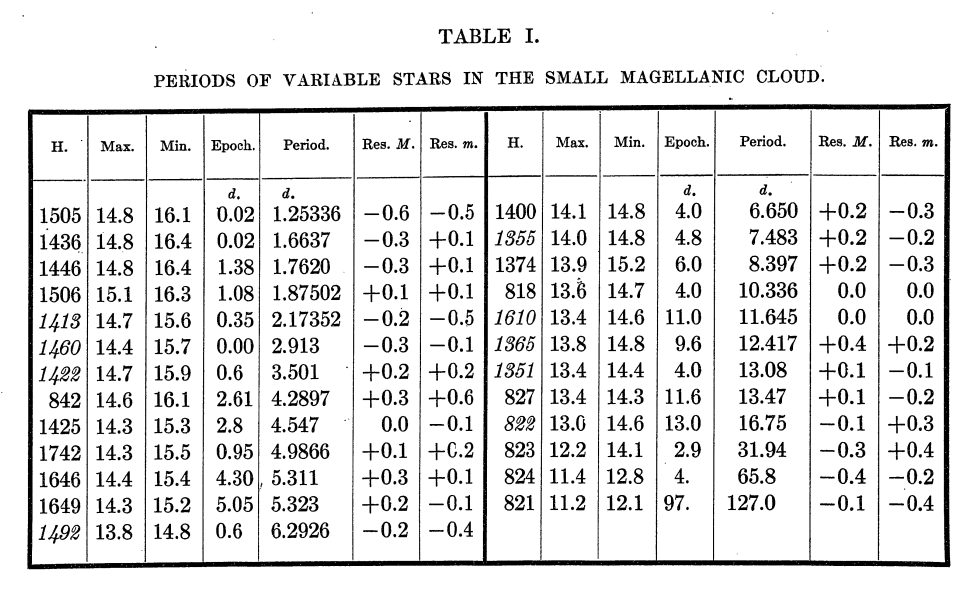 TABLE I.
PERIODS OF VARIABLE STARS IN THE SMALL MAGELLANIC CLOUD.
H. Max. Min. Epoch. Period. Res. M. Res. m. H. Max. Min. Epoch. Period. Res. M. Res. m.
d. d. d. d.
1505 14.8 16.1 0.02 1.25336 −0.6 −0.5 1400 14.1 14.8 4.0 6.650 +0.2 −0.3
1436 14.8 16.4 0.02 1.6637 −0.3 +0.1 1355 14.0 14.8 4.8 7.483 +0.2 −0.2
1446 14.8 16.4 1.38 1.7620 −0.3 +0.1 1374 13.9 15.2 6.0 8.397 +0.2 −0.3
1506 15.1 16.3 1.08 1.87502 +0.1 +0.1 818 13.6 14.7 4.0 10.336 0.0 0.0
1413 14.7 15.6 0.35 2.17352 −0.2 −0.5 1610 13.4 14.6 11.0 11.645 0.0 0.0
1460 14.4 15.7 0.00 2.913 −0.3 −0.1 1365 13.8 14.8 9.6 12.417 +0.4 +0.2
1422 14.7 15.9 0.6 3.501 +0.2 +0.2 1351 13.4 14.4 4.0 13.08 +0.1 −0.1
842 14.6 16.1 2.61 4.2897 +0.3 +0.6 827 13.4 14.3 11.6 13.47 +0.1 −0.2
1425 14.3 15.3 2.8 4.547 0.0 −0.1 822 13.0 14.6 13.0 16.75 −0.1 +0.3
1742 14.3 15.5 0.95 4.9866 +0.1 +0.2 823 12.2 14.1 2.9 31.94 −0.3 +0.4
1646 14.4 15.4 4.30 5.311 +0.3 +0.1 824 11.4 12.8 4. 65.8 −0.4 −0.2
1649 14.3 15.2 5.05 5.323 +0.2 −0.1 821 11.2 12.1 97. 127.0 −0.1 −0.4
1492 13.8 14.8 0.6 6.2926 −0.2 −0.4